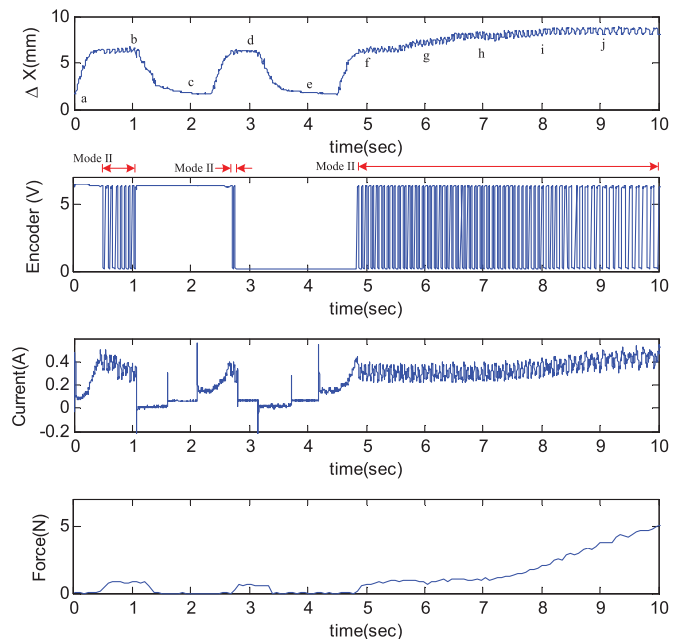 10
5
0
Δ X(mm)
a
b
c
d
e
f
g
h
i
j
0 1 2 3 4 5 6 7 8 9 10
time(sec)
Mode II
Mode II
Mode II
5
0
Encoder (V)
0 1 2 3 4 5 6 7 8 9 10
time(sec)
0.4
0.2
0
-0.2
Current(A)
0 1 2 3 4 5 6 7 8 9 10
time(sec)
5
0
Force(N)
0 1 2 3 4 5 6 7 8 9 10
time(sec)